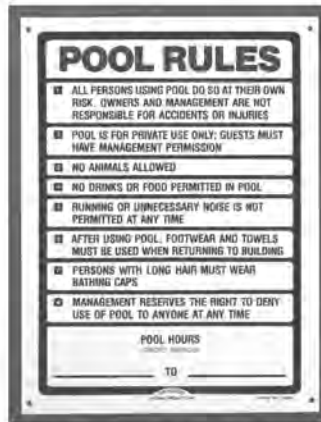 POOL RULES
ALL PERSONS USING POOL DO SO AT THEIR OWN
RISK. OWNERS AND MANAGEMENT ARE NOT
RESPONSIBLE FOR ACCIDENTS OR INJURIES
POOL IS FOR PRIVATE USE ONLY: GUESTS MUST
HAVE MANAGEMENT PERMISSION
NO ANIMALS ALLOWED
NO DRINKS OR FOOD PERMITTED IN POOL
RUNNING OR UNNECESSARY NOISE IS NOT
PERMITTED AT ANY TIME
AFTER USING POOL, FOOTWEAR AND TOWELS
MUST BE USED WHEN RETURNING TO BUILDING
PERSONS WITH LONG HAIR MUST WEAR
BATHING CAPS
MANAGEMENT RESERVES THE RIGHT TO DENY
USE OF POOL TO ANYONE AT ANY TIME
POOL HOURS
TO